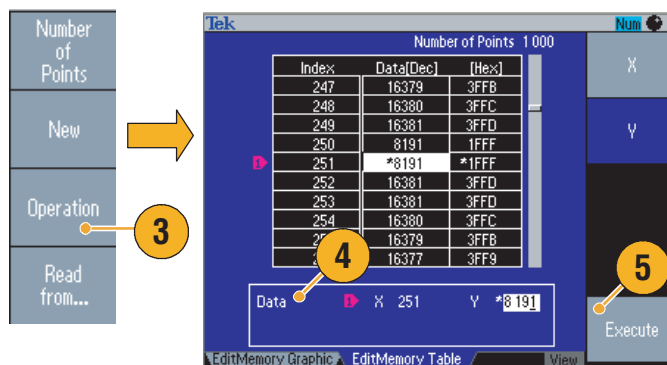 Number
of
Points
New
Operation
3
Read
from...
Tek
Num
Number of Points 1 000
Index Data[Dec] [Hex]
247 16379 3FFB
248 16380 3FFC
249 16381 3FFD
250 8191 1FFF
1 251 *8191 *1FFF
252 16381 3FFD
253 16381 3FFD
254 16380 3FFC
16379 3FFB
16377 3FF9
4
Data 1 X 251 Y *8191
X
Y
5
Execute
EditMemory Graphic EditMemory Table View